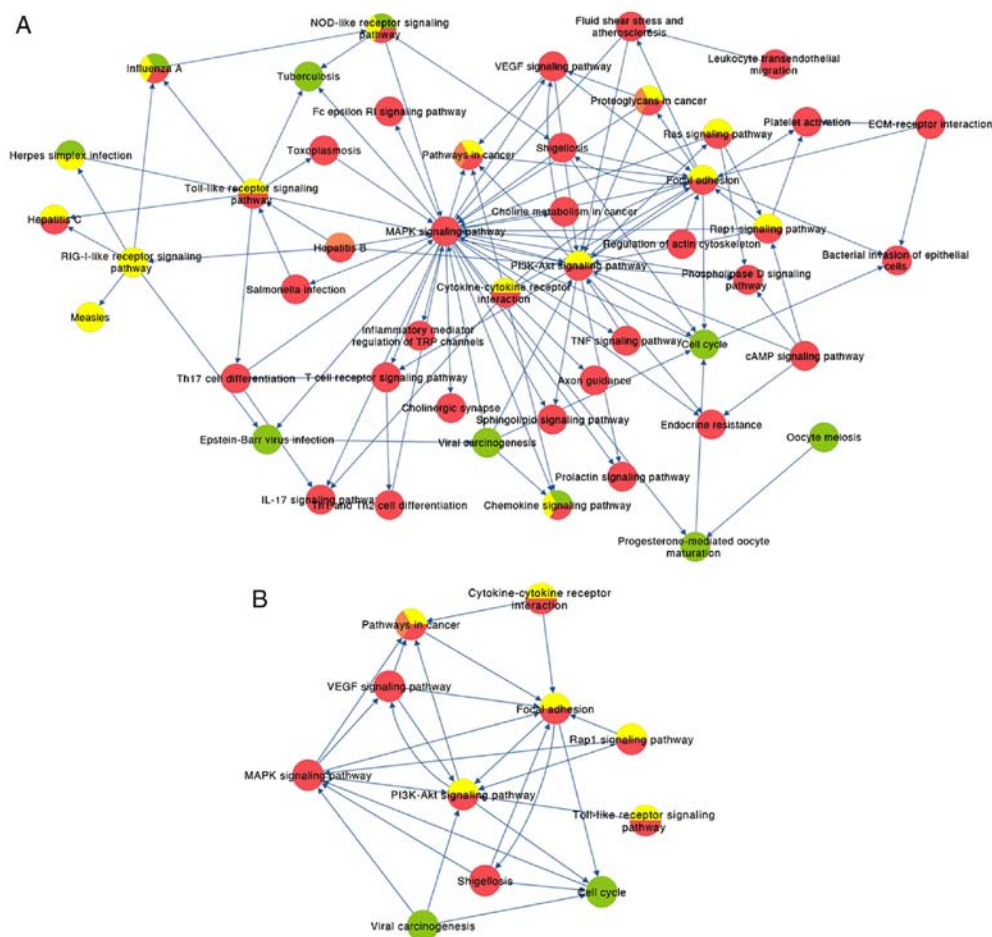 A
NOD-like receptor signaling
pathway
Fluid shear stress and
atherosclerosis
Influenza A
Tuberculosis
VEGF signaling pathway
Leukocyte transendothelial
migration
Fc epsilon RI signaling pathway
Proteoglycans in cancer
Ras signaling pathway
Platelet activation
ECM-receptor interaction
Herpes simplex infection
Toxoplasmosis
Pathways in cancer
Shigellosis
Toll-like receptor signaling
pathway
Focal adhesion
Hepatitis C
MAPK signaling pathway
Choline metabolism in cancer
Rap1 signaling pathway
Hepatitis B
Regulation of actin cytoskeleton
RIG-I-like receptor signaling
pathway
PI3K-Akt signaling pathway
Bacterial invasion of epithelial
cells
Salmonella infection
Cytokine-cytokine receptor
interaction
Phospholipase D signaling
pathway
Measles
Inflammatory mediator
regulation of TRP channels
TNF signaling pathway
Cell cycle
cAMP signaling pathway
Th17 cell differentiation
T cell receptor signaling pathway
Axon guidance
Cholinergic synapse
Sphingolipid signaling pathway
Endocrine resistance
Epstein-Barr virus infection
Viral carcinogenesis
Oocyte meiosis
Prolactin signaling pathway
IL-17 signaling pathway
Th1 and Th2 cell differentiation
Chemokine signaling pathway
Progesterone-mediated oocyte
maturation
B
Cytokine-cytokine receptor
interaction
Pathways in cancer
VEGF signaling pathway
Focal adhesion
Rap1 signaling pathway
MAPK signaling pathway
PI3K-Akt signaling pathway
Toll-like receptor signaling
pathway
Shigellosis
Cell cycle
Viral carcinogenesis